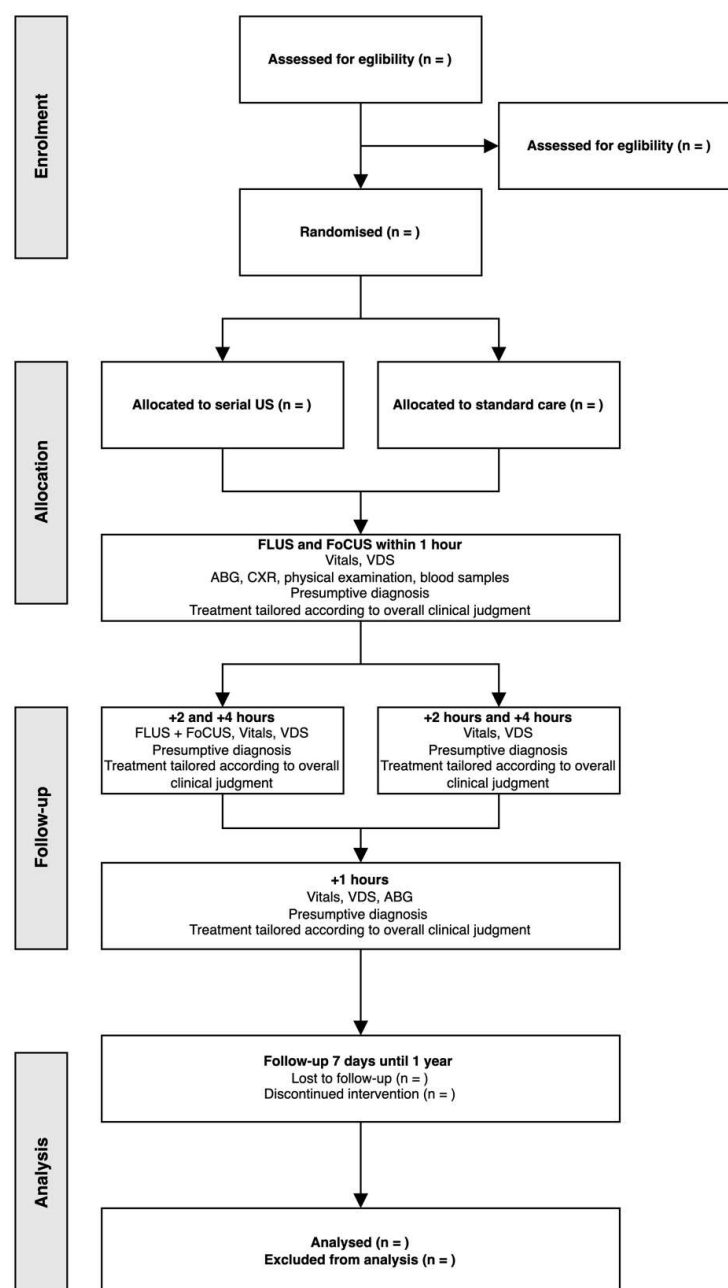 Enrolment
Assessed for eglibility (n = )
Assessed for eglibility (n = )
Randomised (n = )
Allocation
Allocated to serial US (n = )
Allocated to standard care (n = )
FLUS and FoCUS within 1 hour
Vitals, VDS
ABG, CXR, physical examination, blood samples
Presumptive diagnosis
Treatment tailored according to overall clinical judgment
Follow-up
+2 and +4 hours
FLUS + FoCUS, Vitals, VDS
Presumptive diagnosis
Treatment tailored according to overall
clinical judgment
+2 hours and +4 hours
Vitals, VDS
Presumptive diagnosis
Treatment tailored according to overall
clinical judgment
+1 hours
Vitals, VDS, ABG
Presumptive diagnosis
Treatment tailored according to overall clinical judgment
Analysis
Follow-up 7 days until 1 year
Lost to follow-up (n = )
Discontinued intervention (n = )
Analysed (n = )
Excluded from analysis (n = )